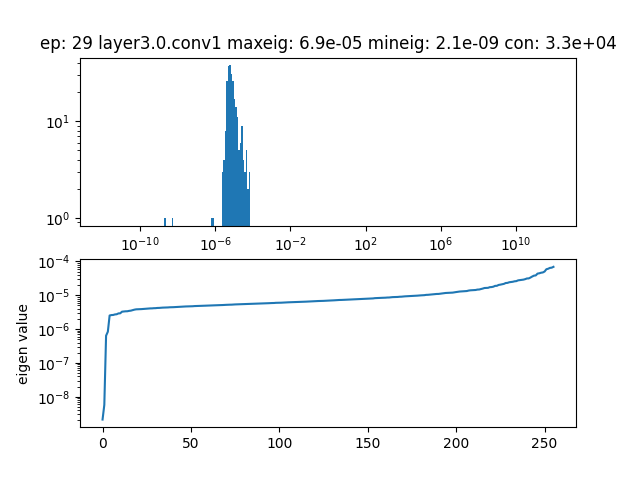 ep: 29 layer3.0.conv1 maxeig: 6.9e-05 mineig: 2.1e-09 con: 3.3e+04
10¹
10⁰
10⁻¹⁰ 10⁻⁶ 10⁻² 10² 10⁶ 10¹⁰
10⁻⁴
10⁻⁵
10⁻⁶
10⁻⁷
10⁻⁸
eigen value
0 50 100 150 200 250